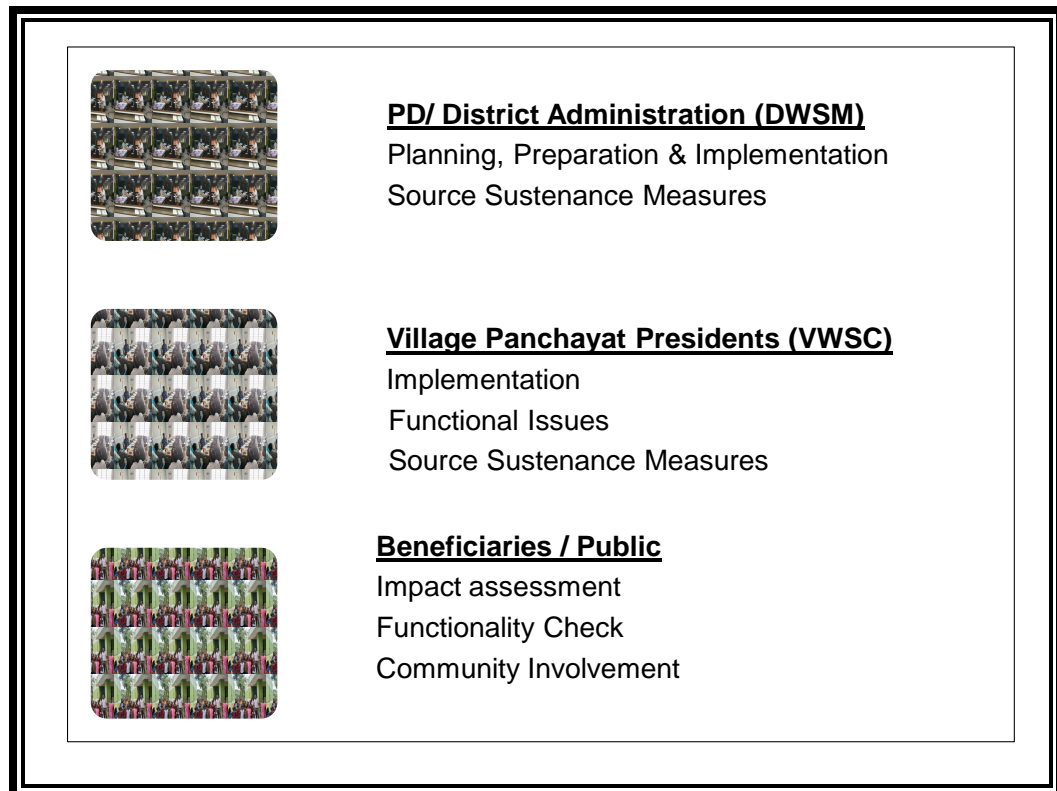 PD/ District Administration (DWSM)
Planning, Preparation & Implementation
Source Sustenance Measures
Village Panchayat Presidents (VWSC)
Implementation
Functional Issues
Source Sustenance Measures
Beneficiaries / Public
Impact assessment
Functionality Check
Community Involvement